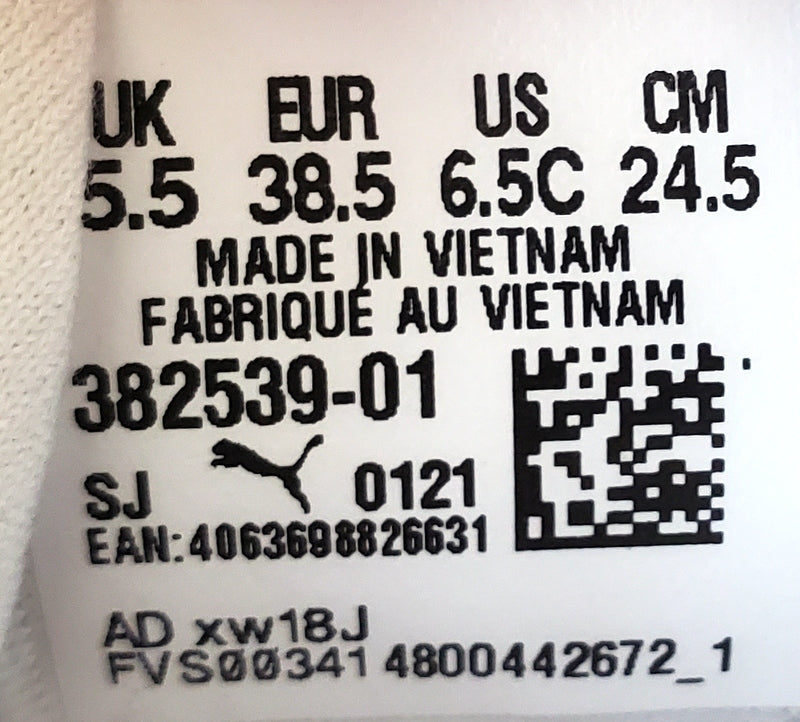 UK EUR US CM
5.5 38.5 6.5C 24.5
MADE IN VIETNAM
FABRIQUÉ AU VIETNAM
382539-01
SJ 0121
EAN:4063698826631
AD xw18J
FVS00341 4800442672_1